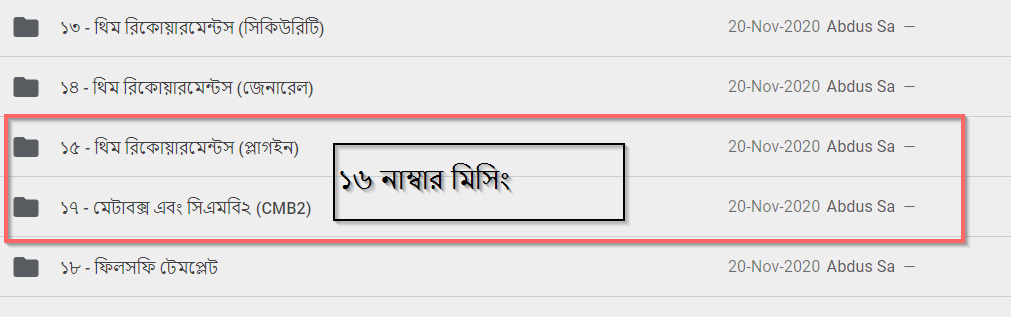 ১৩ - থিম রিকোয়ারমেন্টস (সিকিউরিটি) 20-Nov-2020 Abdus Sa —
১৪ - থিম রিকোয়ারমেন্টস (জেনারেল) 20-Nov-2020 Abdus Sa —
১৫ - থিম রিকোয়ারমেন্টস (প্লাগইন) 20-Nov-2020 Abdus Sa —
১৬ নাম্বার মিসিং
১৭ - মেটাবক্স এবং সিএমবি২ (CMB2) 20-Nov-2020 Abdus Sa —
১৮ - ফিলসফি টেমপ্লেট 20-Nov-2020 Abdus Sa —